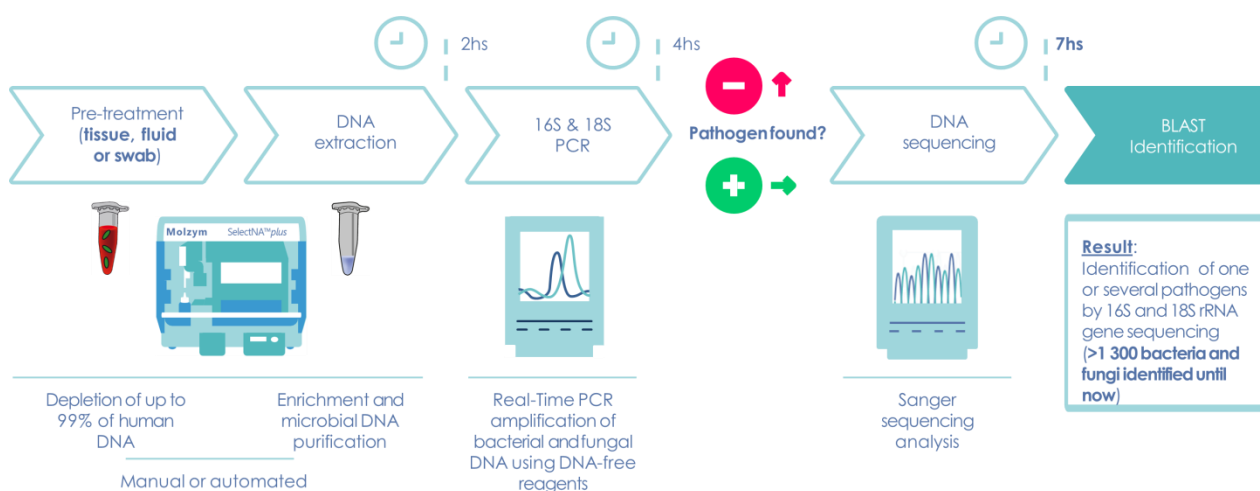 2hs
4hs
7hs
Pre-treatment
(tissue, fluid
or swab)
DNA
extraction
16S & 18S
PCR
Pathogen found?
DNA
sequencing
BLAST
Identification
Molzym SelectNA™plus
Result:
Identification of one
or several pathogens
by 16S and 18S rRNA
gene sequencing
(>1 300 bacteria and
fungi identified until
now)
Depletion of up to
99% of human
DNA
Enrichment and
microbial DNA
purification
Manual or automated
Real-Time PCR
amplification of
bacterial and fungal
DNA using DNA-free
reagents
Sanger
sequencing
analysis